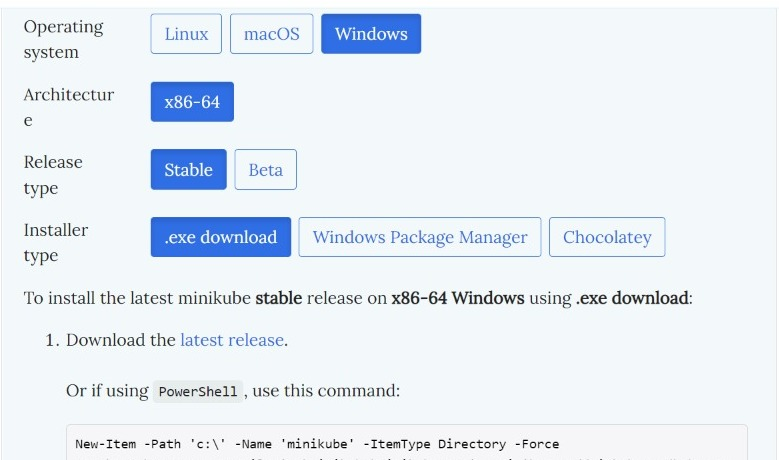 Operating system Linux macOS Windows
Architectur
e x86-64
Release type Stable Beta
Installer type .exe download Windows Package Manager Chocolatey
To install the latest minikube stable release on x86-64 Windows using .exe download:
1. Download the latest release.
Or if using PowerShell, use this command:
New-Item -Path 'c:\' -Name 'minikube' -ItemType Directory -Force